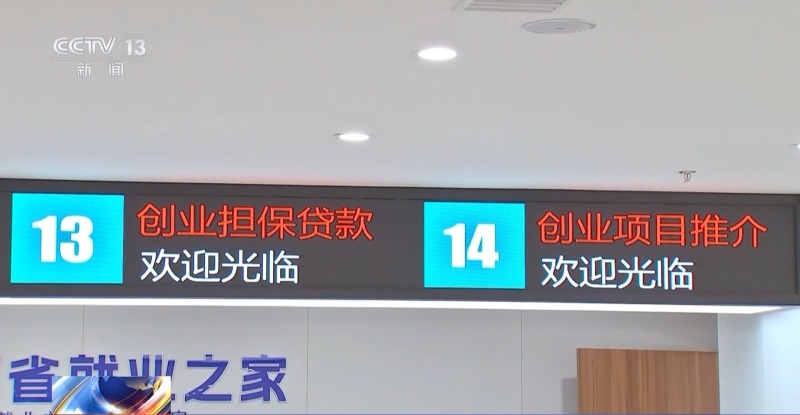 CCTV 13
新闻
13
创业担保贷款
欢迎光临
14
创业项目推介
欢迎光临
省就业之家